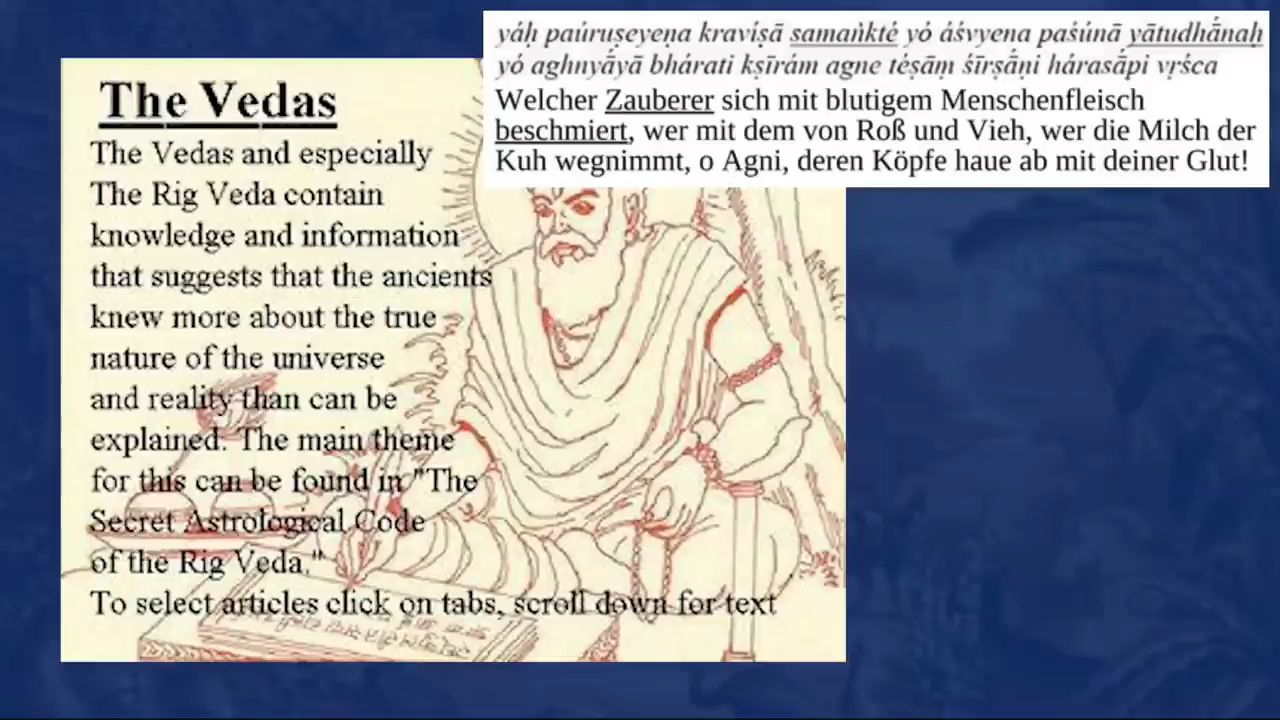 yáḥ paúruṣeyeṇa kravíṣā samaṅkté yó áśvyena paśúnā yātudhā́naḥ
yó aghnyā́yā bhárati kṣīrám agne téṣāṃ śīrṣā́ṇi hárasā́pi vṛśca
Welcher Zauberer sich mit blutigem Menschenfleisch
beschmiert, wer mit dem von Roß und Vieh, wer die Milch der
Kuh wegnimmt, o Agni, deren Köpfe haue ab mit deiner Glut!
The Vedas
The Vedas and especially
The Rig Veda contain
knowledge and information
that suggests that the ancients
knew more about the true
nature of the universe
and reality than can be
explained. The main theme
for this can be found in "The
Secret Astrological Code
of the Rig Veda."
To select articles click on tabs, scroll down for text